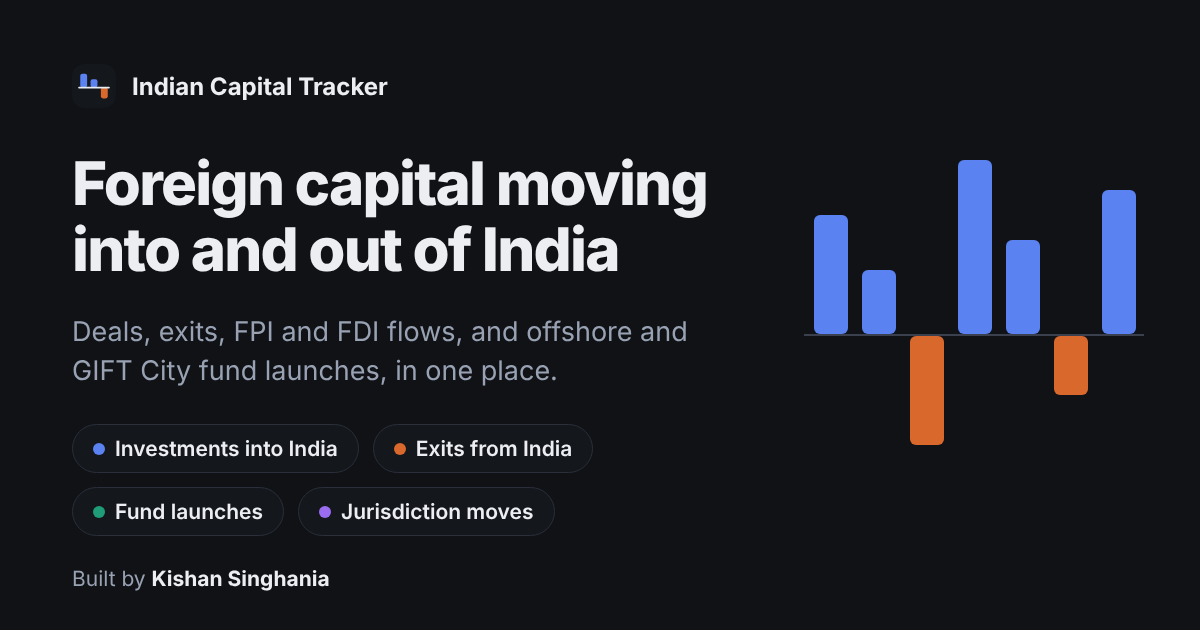 Indian Capital Tracker
Foreign capital moving
into and out of India
Deals, exits, FPI and FDI flows, and offshore and
GIFT City fund launches, in one place.
Investments into India
Exits from India
Fund launches
Jurisdiction moves
Built by Kishan Singhania